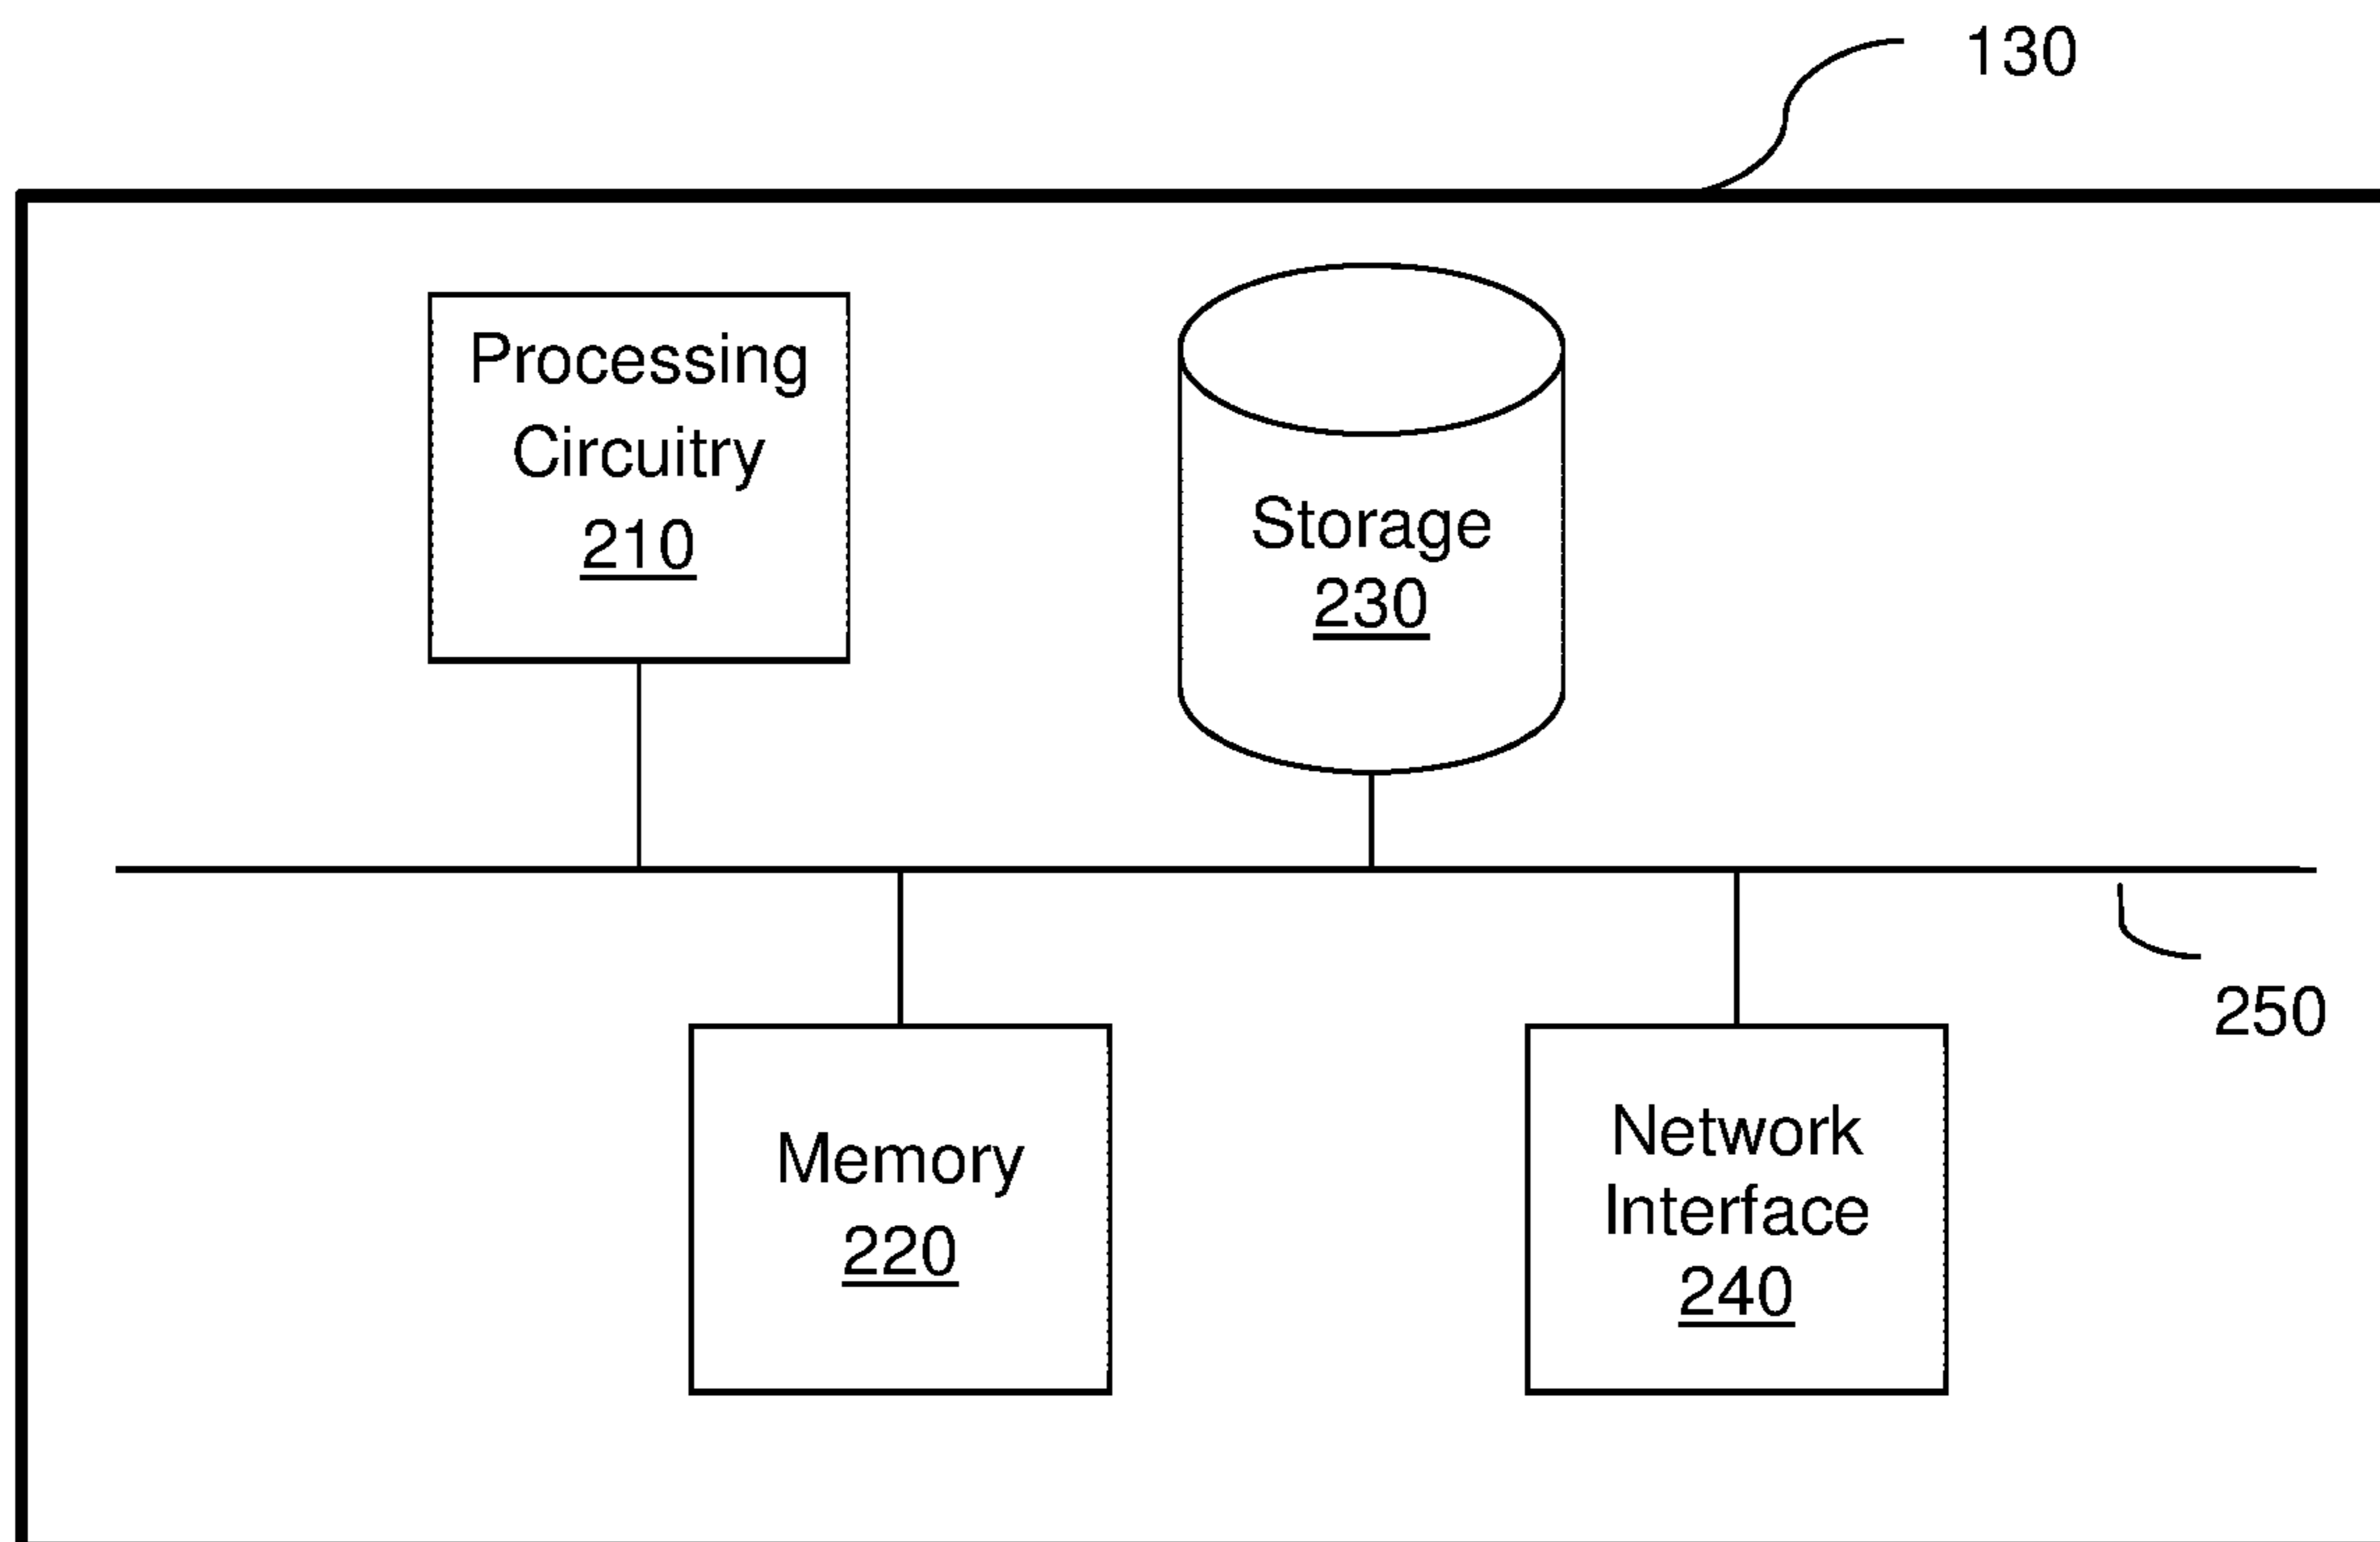 130
Processing
Circuitry
210
Storage
230
250
Memory
220
Network
Interface
240